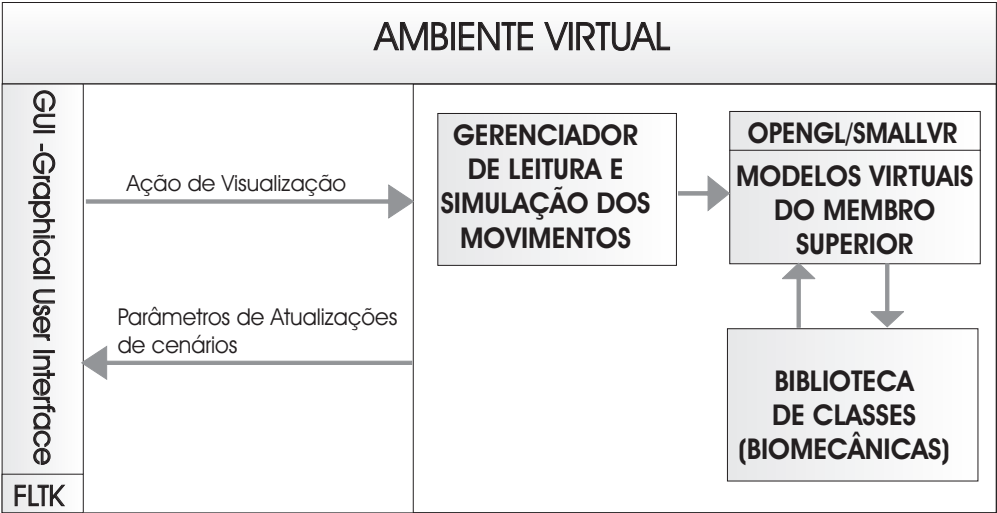 AMBIENTE VIRTUAL
GUI -Graphical User Interface
FLTK
Ação de Visualização
Parâmetros de Atualizações
de cenários
GERENCIADOR
DE LEITURA E
SIMULAÇÃO DOS
MOVIMENTOS
OPENGL/SMALLVR
MODELOS VIRTUAIS
DO MEMBRO
SUPERIOR
BIBLIOTECA
DE CLASSES
(BIOMECÂNICAS)